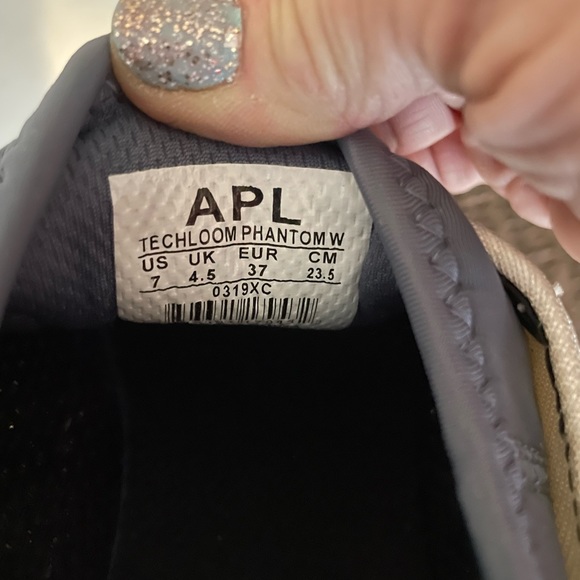 APL
TECHLOOM PHANTOM W
US UK EUR CM
7 4.5 37 23.5
0319XC